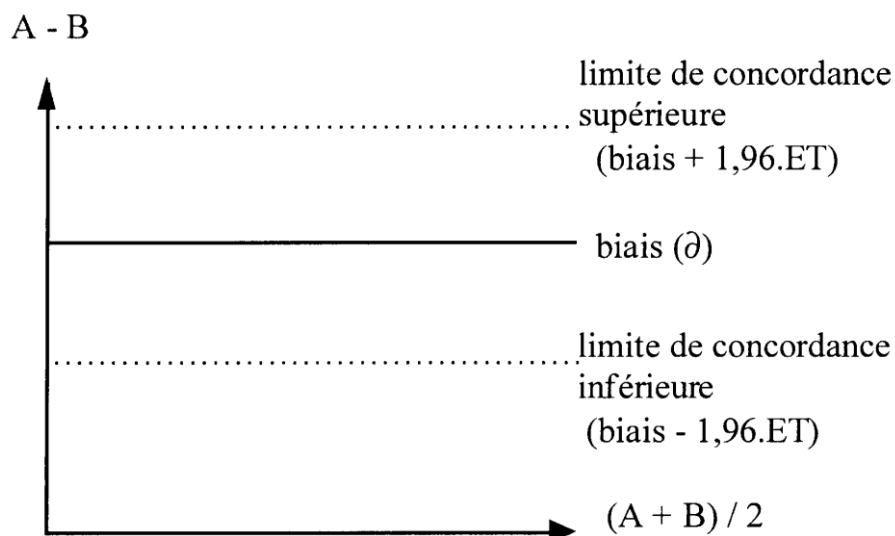 A - B
limite de concordance
supérieure
(biais + 1,96.ET)
biais (∂)
limite de concordance
inférieure
(biais - 1,96.ET)
(A + B) / 2